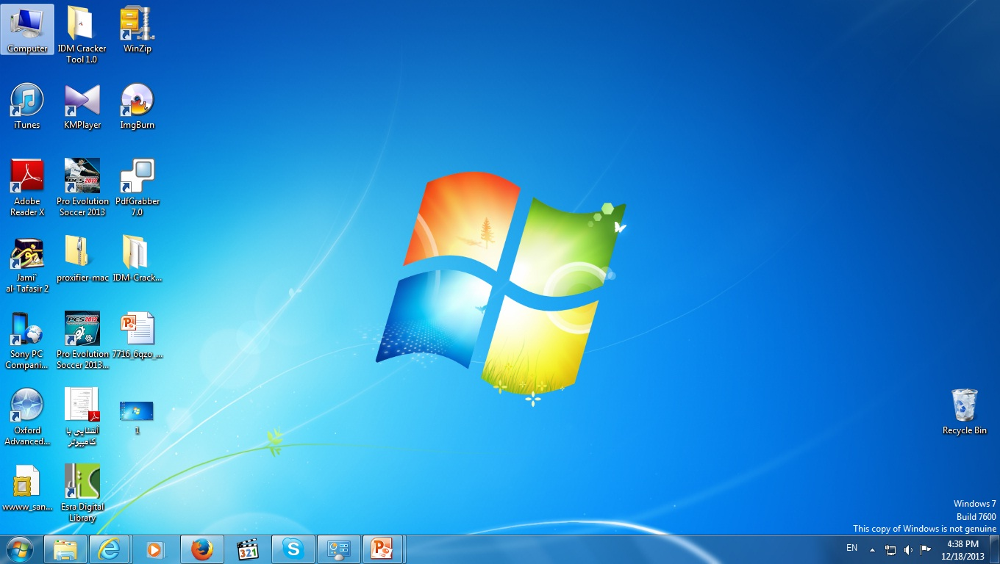 Computer
IDM Cracker
Tool 1.0
WinZip
iTunes
KMPlayer
ImgBurn
Adobe
Reader X
Pro Evolution
Soccer 2013
PdfGrabber
7.0
Jami`
al-Tafasir 2
proxifier-mac
IDM-Crack...
Sony PC
Compani...
Pro Evolution
Soccer 2013...
7716_6qzo_...
Oxford
Advanced...
آشنایی با
کامپیوتر
1
wwww_san...
Esra Digital
Library
Recycle Bin
Windows 7
Build 7600
This copy of Windows is not genuine
321
EN
4:38 PM
12/18/2013